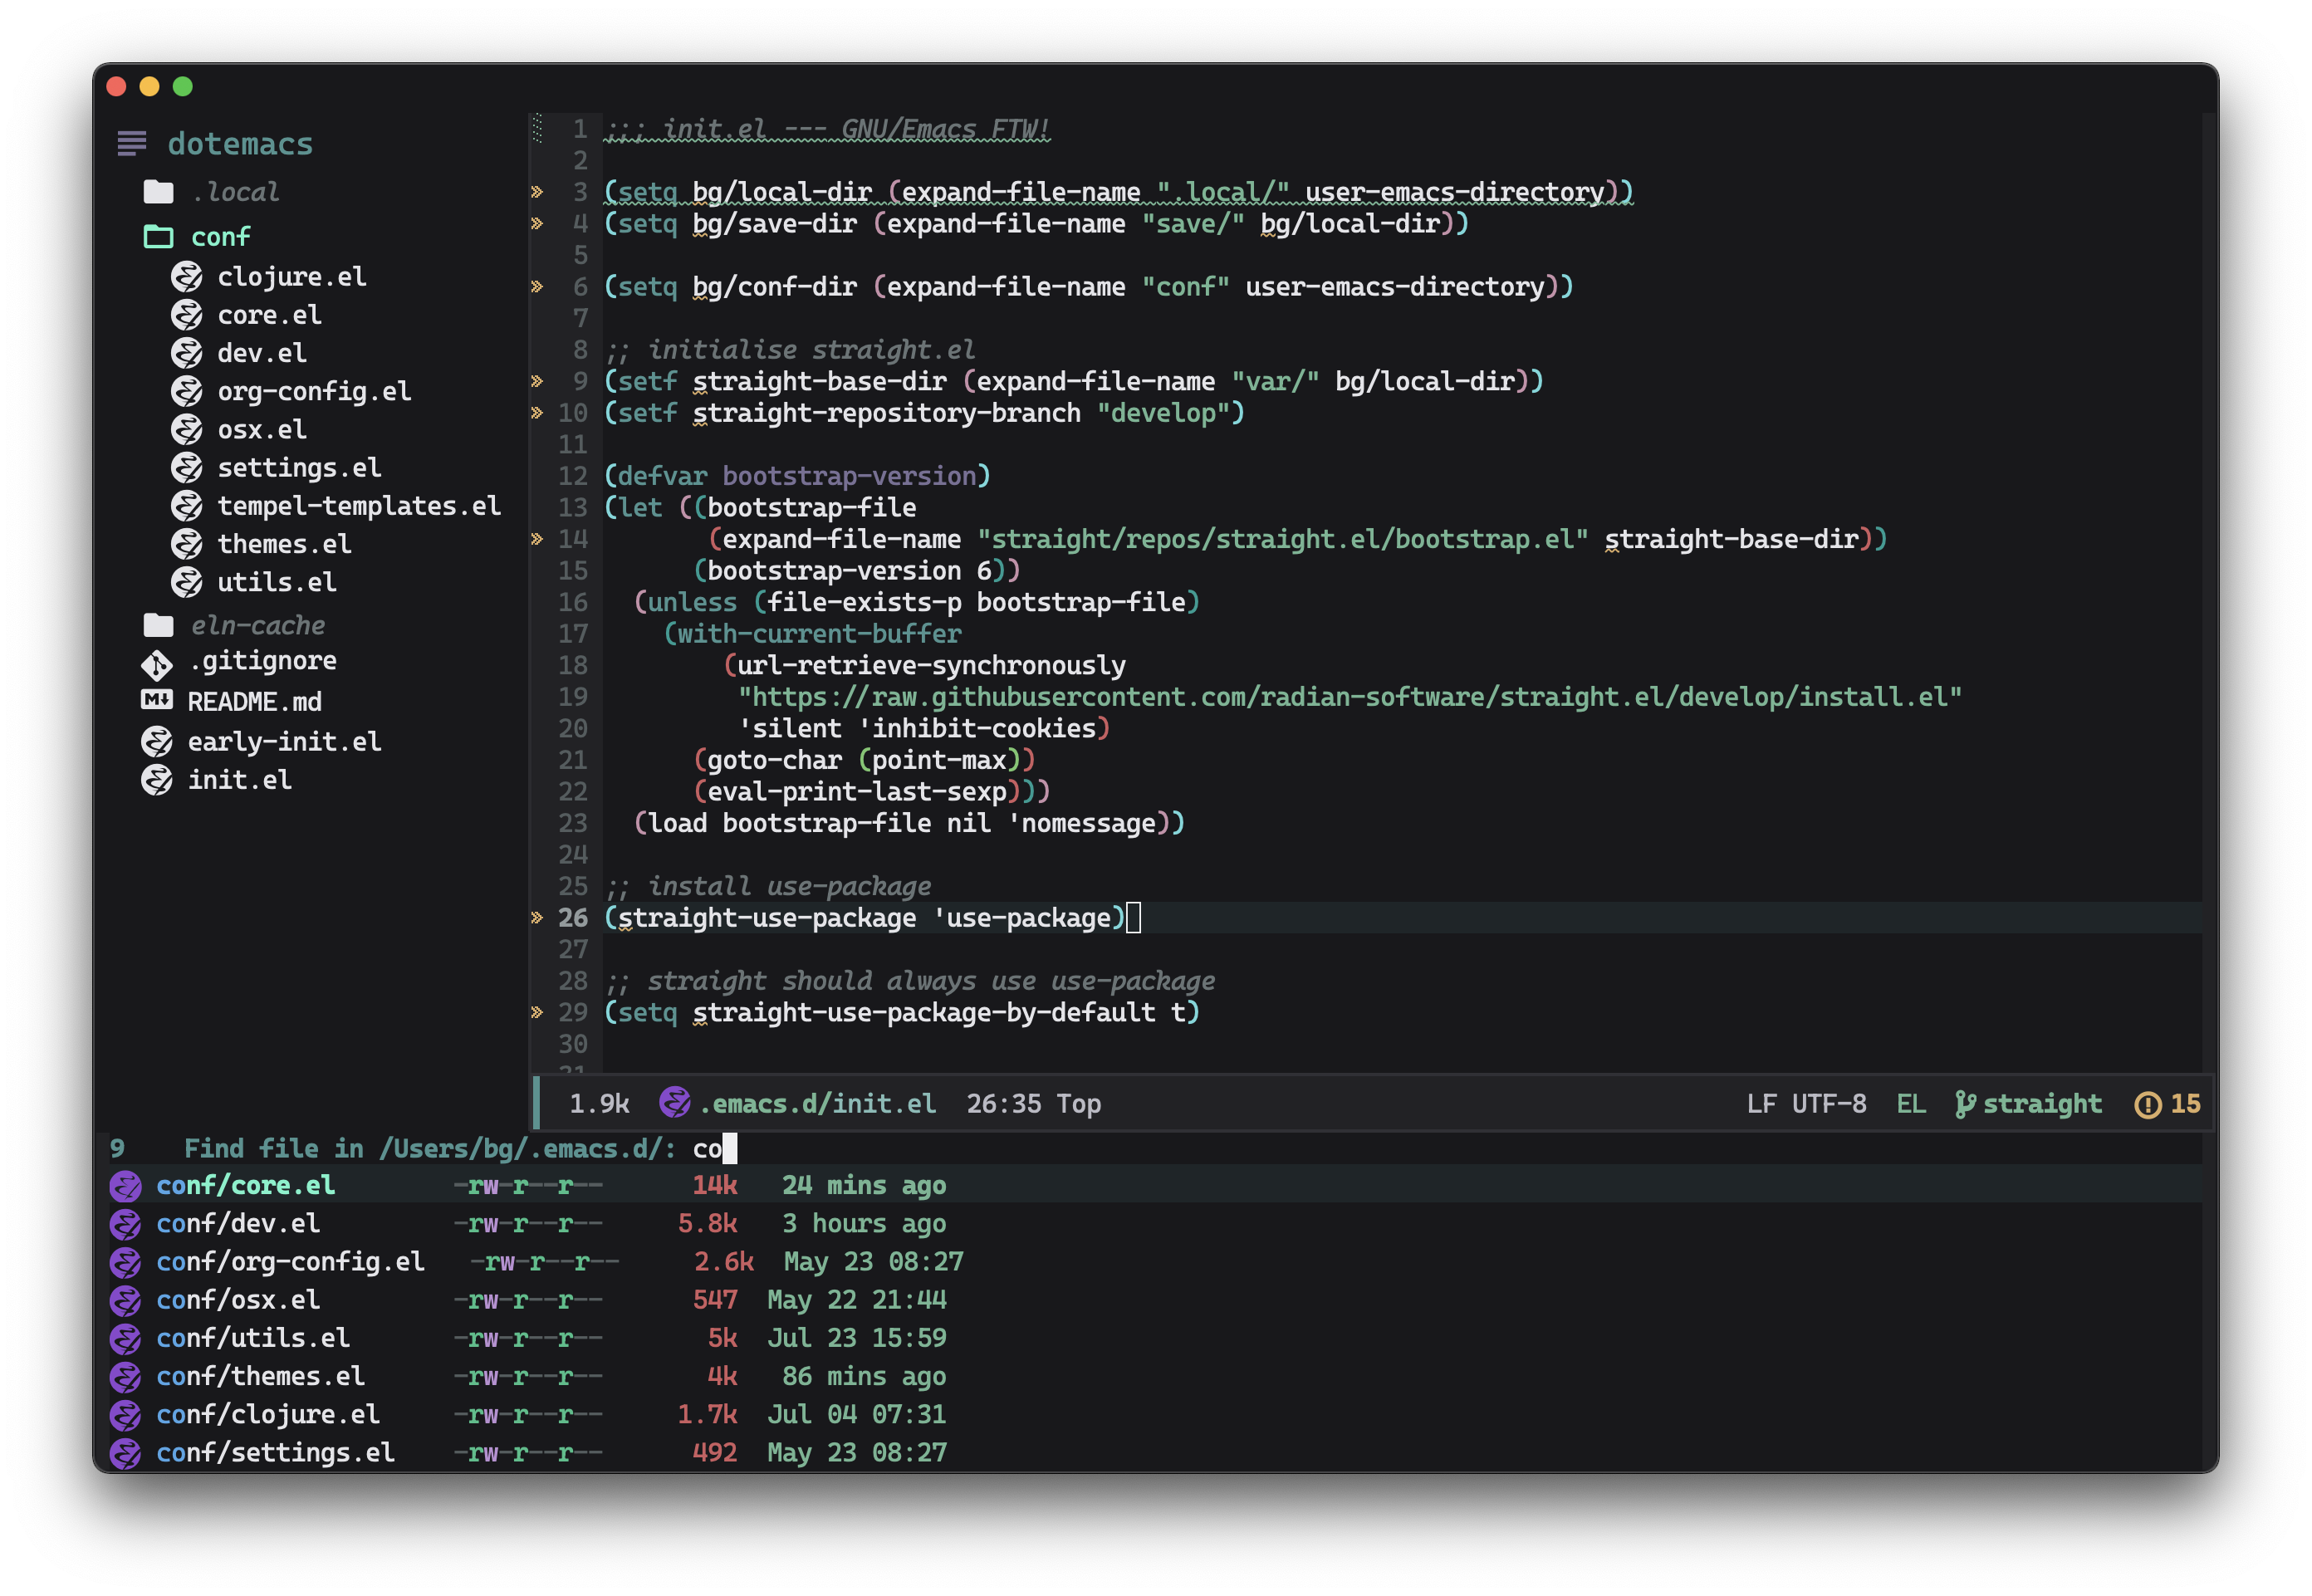 dotemacs
.local
conf
clojure.el
core.el
dev.el
org-config.el
osx.el
settings.el
tempel-templates.el
themes.el
utils.el
eln-cache
.gitignore
M↓ README.md
early-init.el
init.el
1 ;;; init.el --- GNU/Emacs FTW!
2
» 3 (setq bg/local-dir (expand-file-name ".local/" user-emacs-directory))
» 4 (setq bg/save-dir (expand-file-name "save/" bg/local-dir))
5
» 6 (setq bg/conf-dir (expand-file-name "conf" user-emacs-directory))
7
8 ;; initialise straight.el
» 9 (setf straight-base-dir (expand-file-name "var/" bg/local-dir))
» 10 (setf straight-repository-branch "develop")
11
12 (defvar bootstrap-version)
13 (let ((bootstrap-file
» 14 (expand-file-name "straight/repos/straight.el/bootstrap.el" straight-base-dir))
15 (bootstrap-version 6))
16 (unless (file-exists-p bootstrap-file)
17 (with-current-buffer
18 (url-retrieve-synchronously
19 "https://raw.githubusercontent.com/radian-software/straight.el/develop/install.el"
20 'silent 'inhibit-cookies)
21 (goto-char (point-max))
22 (eval-print-last-sexp)))
23 (load bootstrap-file nil 'nomessage))
24
25 ;; install use-package
» 26 (straight-use-package 'use-package)
27
28 ;; straight should always use use-package
» 29 (setq straight-use-package-by-default t)
30
31
1.9k .emacs.d/init.el 26:35 Top LF UTF-8 EL straight 15
9 Find file in /Users/bg/.emacs.d/: co
conf/core.el -rw-r--r-- 14k 24 mins ago
conf/dev.el -rw-r--r-- 5.8k 3 hours ago
conf/org-config.el -rw-r--r-- 2.6k May 23 08:27
conf/osx.el -rw-r--r-- 547 May 22 21:44
conf/utils.el -rw-r--r-- 5k Jul 23 15:59
conf/themes.el -rw-r--r-- 4k 86 mins ago
conf/clojure.el -rw-r--r-- 1.7k Jul 04 07:31
conf/settings.el -rw-r--r-- 492 May 23 08:27